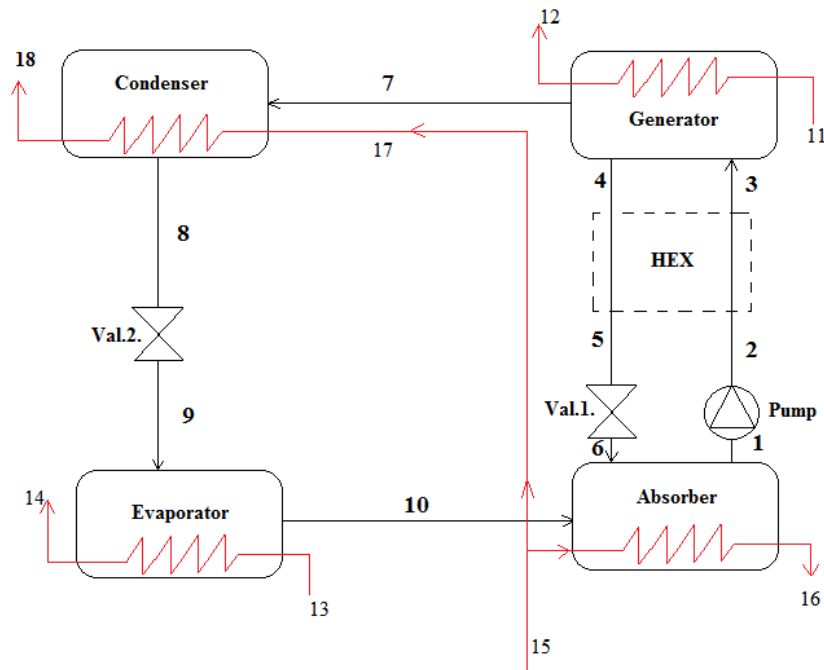 12
18
Condenser
7
Generator
11
17
4
3
8
HEX
Val.2.
5
2
9
Val.1.
Pump
6
1
14
Evaporator
10
Absorber
13
16
15